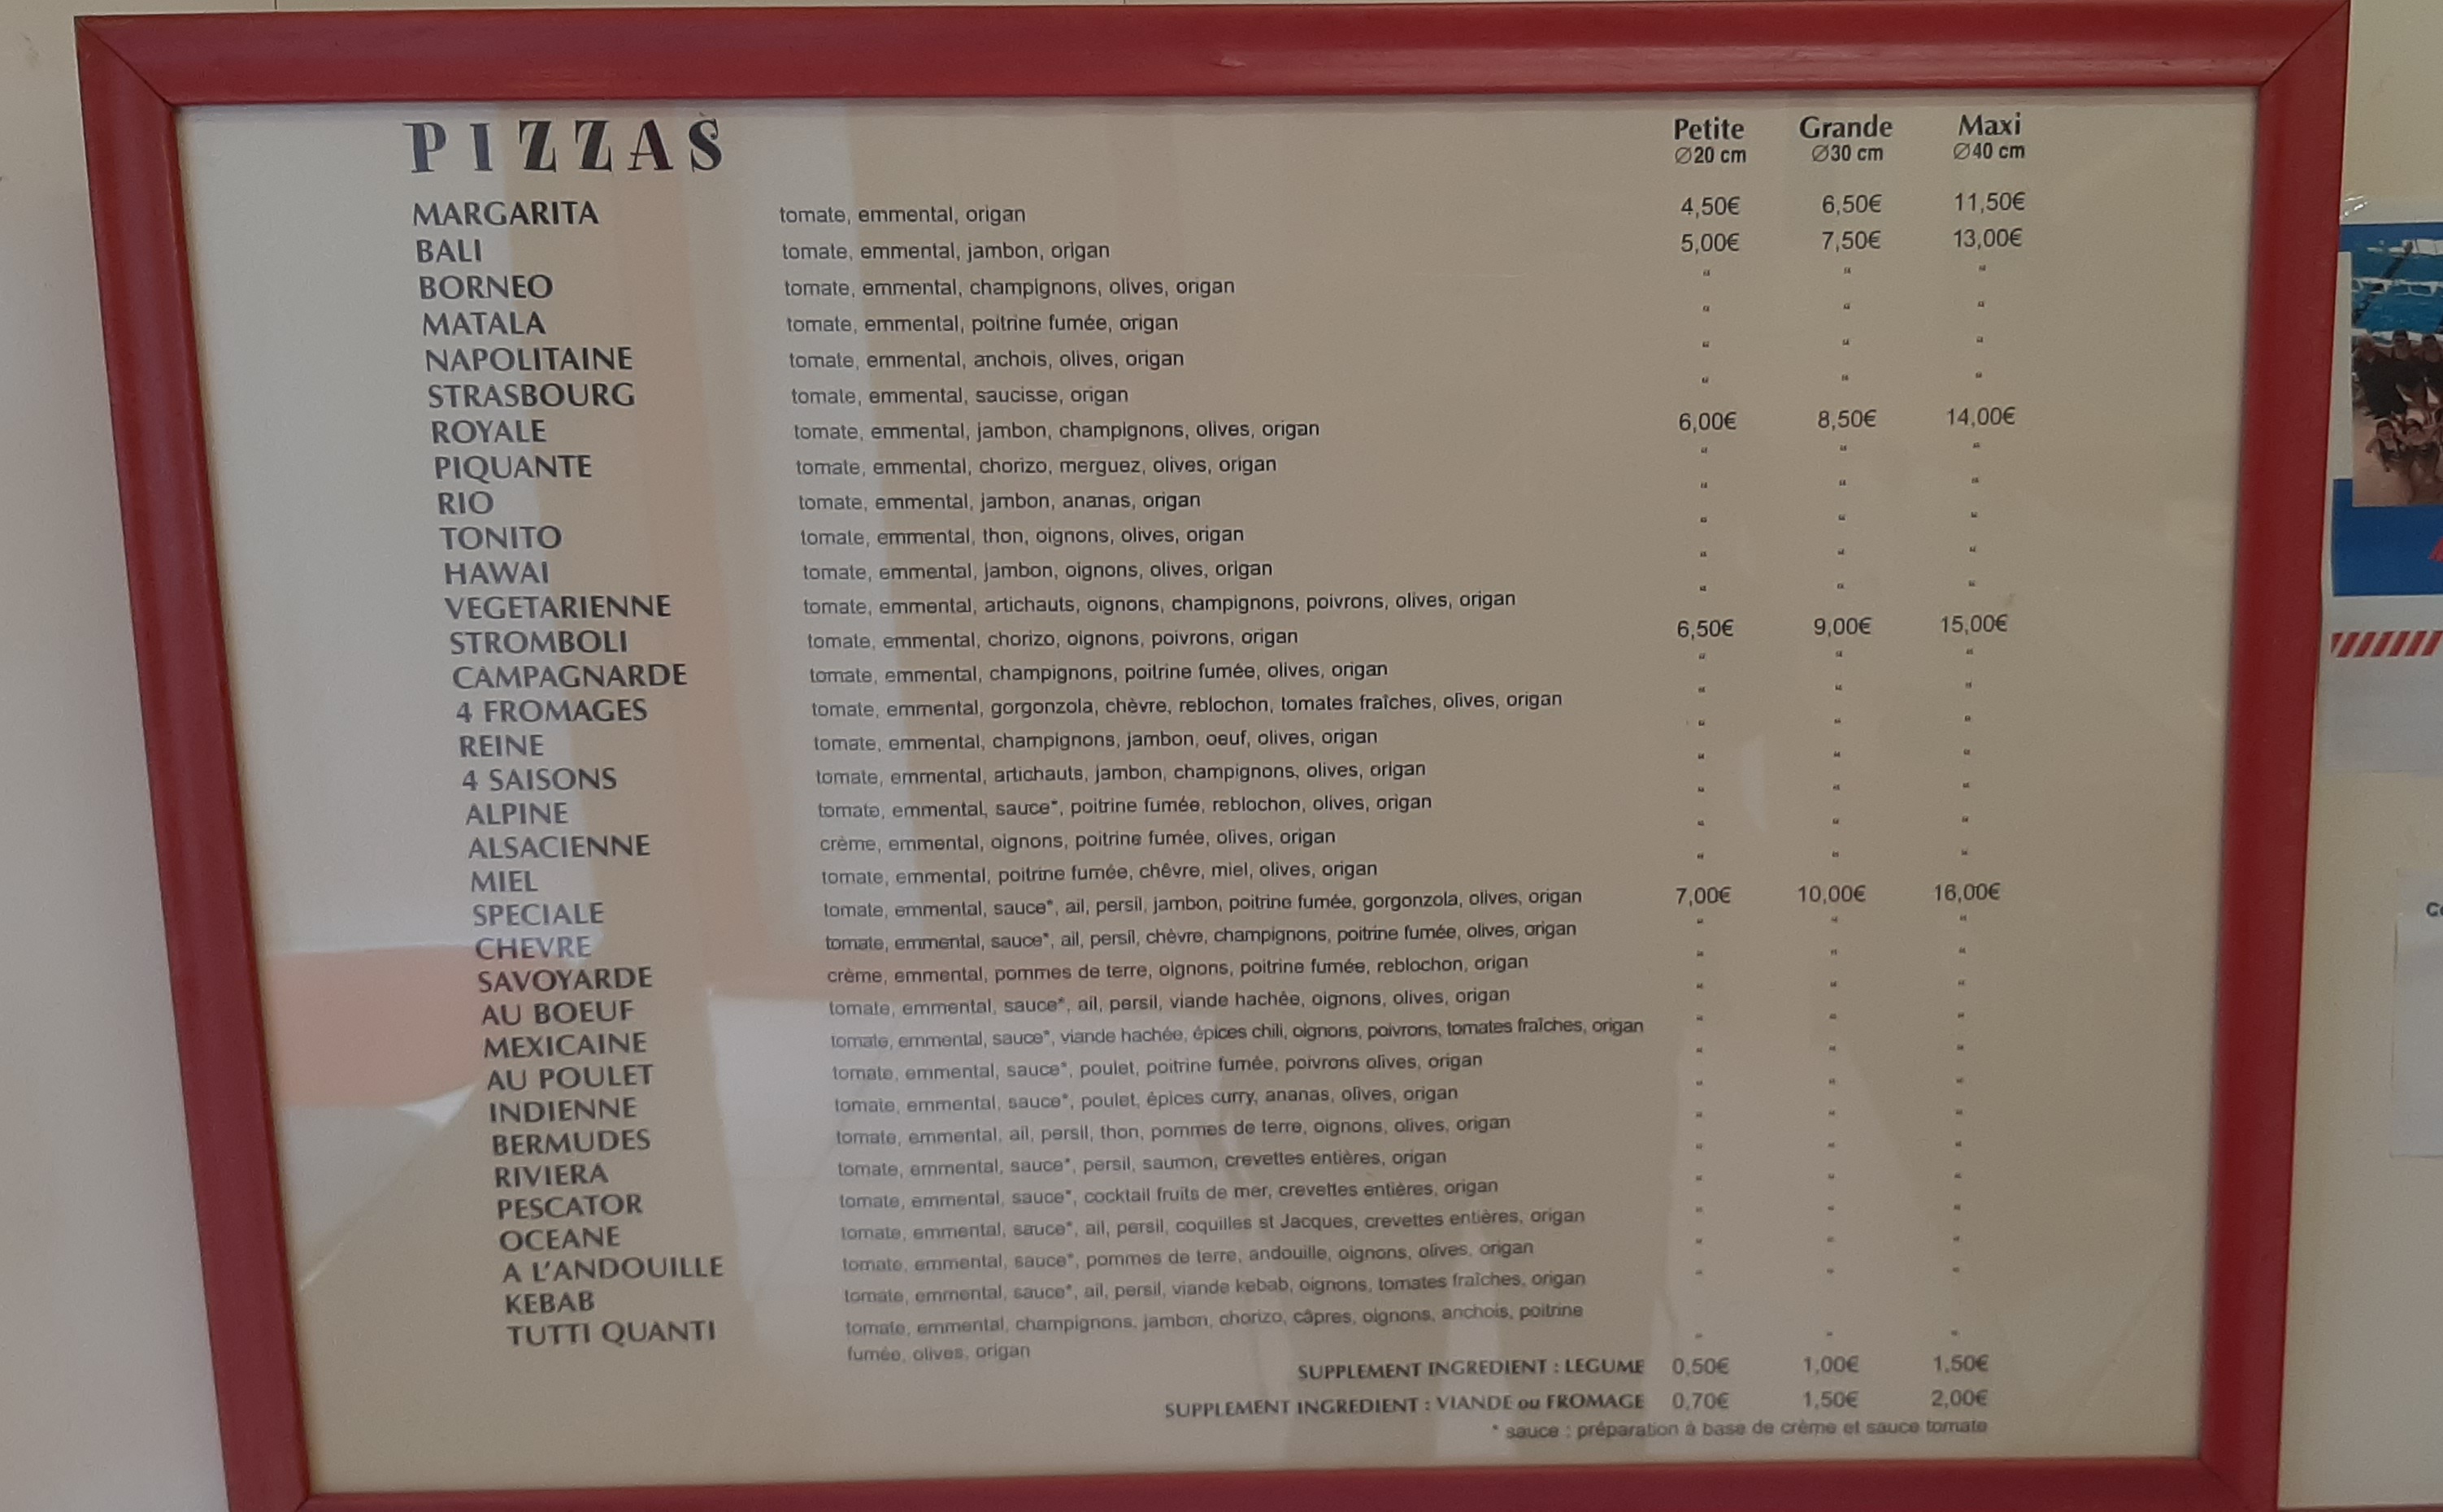 PIZZAS Petite Grande Maxi
Ø20 cm Ø30 cm Ø40 cm
MARGARITA tomate, emmental, origan 4,50€ 6,50€ 11,50€
BALI tomate, emmental, jambon, origan 5,00€ 7,50€ 13,00€
BORNEO tomate, emmental, champignons, olives, origan " " "
MATALA tomate, emmental, poitrine fumée, origan " " "
NAPOLITAINE tomate, emmental, anchois, olives, origan " " "
STRASBOURG tomate, emmental, saucisse, origan " " "
ROYALE tomate, emmental, jambon, champignons, olives, origan 6,00€ 8,50€ 14,00€
PIQUANTE tomate, emmental, chorizo, merguez, olives, origan " " "
RIO tomate, emmental, jambon, ananas, origan " " "
TONITO tomate, emmental, thon, oignons, olives, origan " " "
HAWAI tomate, emmental, jambon, oignons, olives, origan " " "
VEGETARIENNE tomate, emmental, artichauts, oignons, champignons, poivrons, olives, origan " " "
STROMBOLI tomate, emmental, chorizo, oignons, poivrons, origan 6,50€ 9,00€ 15,00€
CAMPAGNARDE tomate, emmental, champignons, poitrine fumée, olives, origan " " "
4 FROMAGES tomate, emmental, gorgonzola, chèvre, reblochon, tomates fraîches, olives, origan " " "
REINE tomate, emmental, champignons, jambon, oeuf, olives, origan " " "
4 SAISONS tomate, emmental, artichauts, jambon, champignons, olives, origan " " "
ALPINE tomate, emmental, sauce*, poitrine fumée, reblochon, olives, origan " " "
ALSACIENNE crème, emmental, oignons, poitrine fumée, olives, origan " " "
MIEL tomate, emmental, poitrine fumée, chêvre, miel, olives, origan " " "
SPECIALE tomate, emmental, sauce*, ail, persil, jambon, poitrine fumée, gorgonzola, olives, origan 7,00€ 10,00€ 16,00€
CHEVRE tomate, emmental, sauce*, ail, persil, chèvre, champignons, poitrine fumée, olives, origan " " "
SAVOYARDE crème, emmental, pommes de terre, oignons, poitrine fumée, reblochon, origan " " "
AU BOEUF tomate, emmental, sauce*, ail, persil, viande hachée, oignons, olives, origan " " "
MEXICAINE tomate, emmental, sauce*, viande hachée, épices chili, oignons, poivrons, tomates fraîches, origan " " "
AU POULET tomate, emmental, sauce*, poulet, poitrine fumée, poivrons olives, origan " " "
INDIENNE tomate, emmental, sauce*, poulet, épices curry, ananas, olives, origan " " "
BERMUDES tomate, emmental, ail, persil, thon, pommes de terre, oignons, olives, origan " " "
RIVIERA tomate, emmental, sauce*, persil, saumon, crevettes entières, origan " " "
PESCATOR tomate, emmental, sauce*, cocktail fruits de mer, crevettes entières, origan " " "
OCEANE tomate, emmental, sauce*, ail, persil, coquilles st Jacques, crevettes entières, origan " " "
A L'ANDOUILLE tomate, emmental, sauce*, pommes de terre, andouille, oignons, olives, origan " " "
KEBAB tomate, emmental, sauce*, ail, persil, viande kebab, oignons, tomates fraîches, origan " " "
TUTTI QUANTI tomate, emmental, champignons, jambon, chorizo, câpres, oignons, anchois, poitrine
fumée, olives, origan " " "
SUPPLEMENT INGREDIENT : LEGUME 0,50€ 1,00€ 1,50€
SUPPLEMENT INGREDIENT : VIANDE ou FROMAGE 0,70€ 1,50€ 2,00€
* sauce : préparation à base de crème et sauce tomate